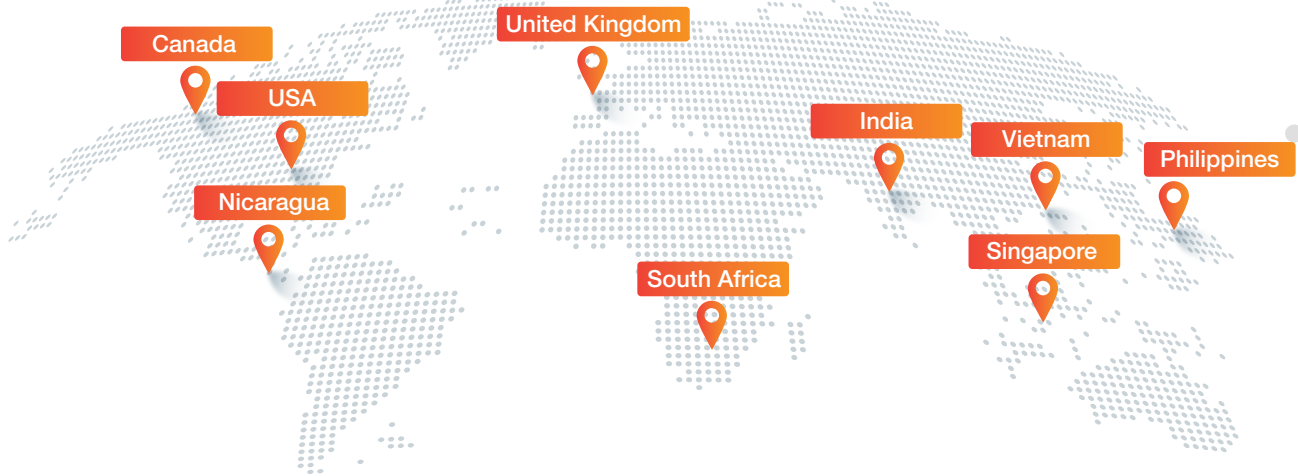 United Kingdom
Canada
USA
India
Vietnam
Philippines
Nicaragua
Singapore
South Africa